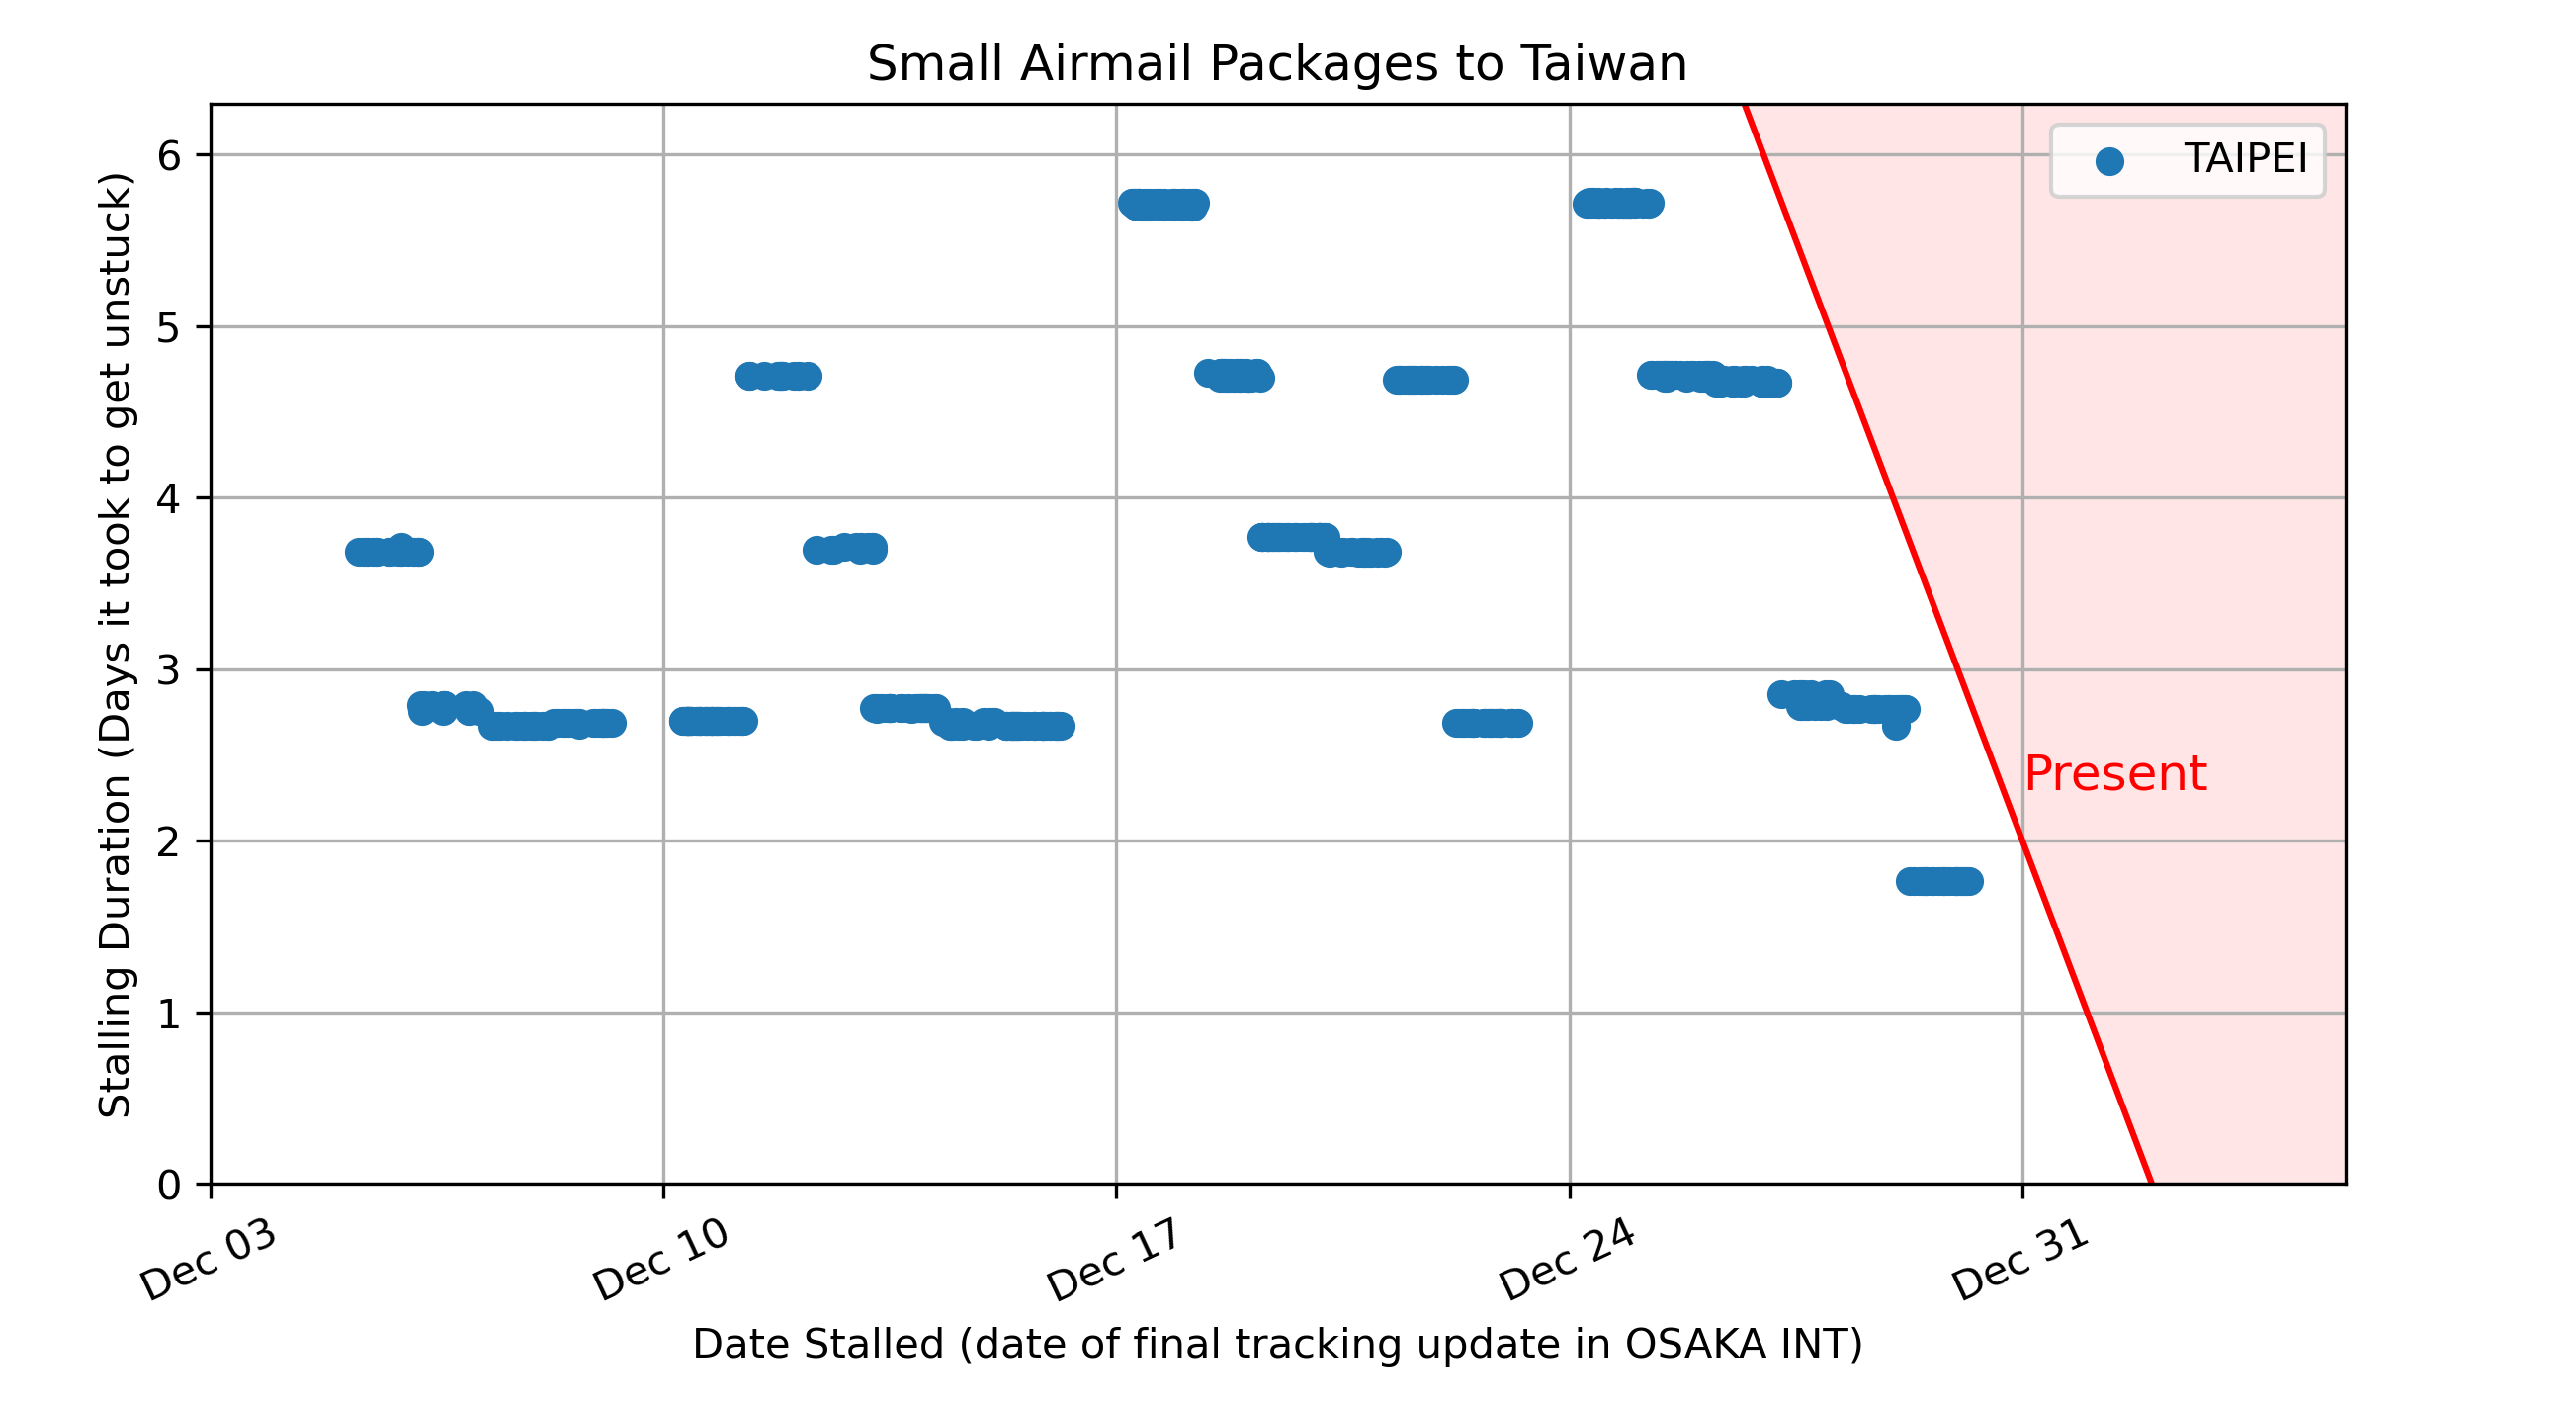 Small Airmail Packages to Taiwan
Stalling Duration (Days it took to get unstuck)
6
5
4
3
2
1
0
TAIPEI
Present
Dec 03
Dec 10
Dec 17
Dec 24
Dec 31
Date Stalled (date of final tracking update in OSAKA INT)